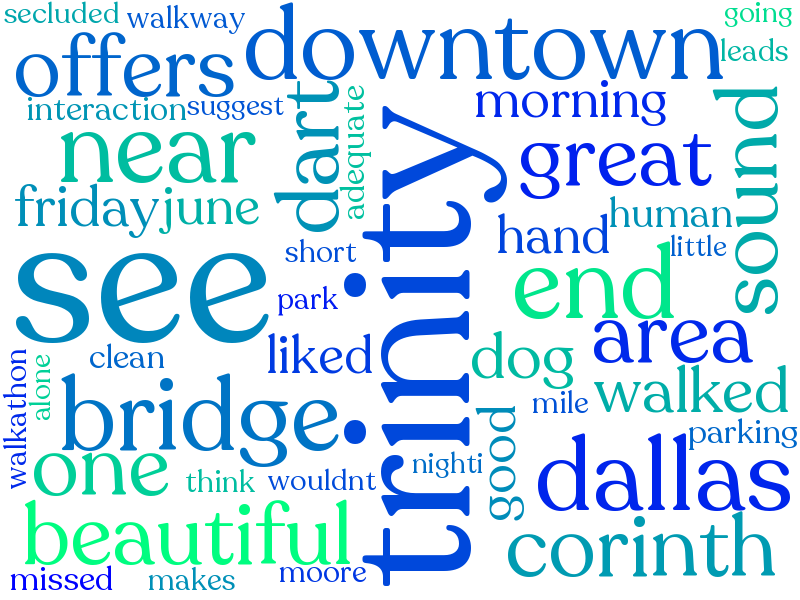 secluded
walkway
downtown
going
offers
leads
interaction
suggest
dart
adequate
morning
sound
near
trinity
great
friday
june
hand
human
see
short
little
park
end
area
clean
liked
dog
walkathon
alone
bridge
mile
walked
good
parking
one
think
wouldnt
nighti
dallas
beautiful
corinth
missed
makes
moore